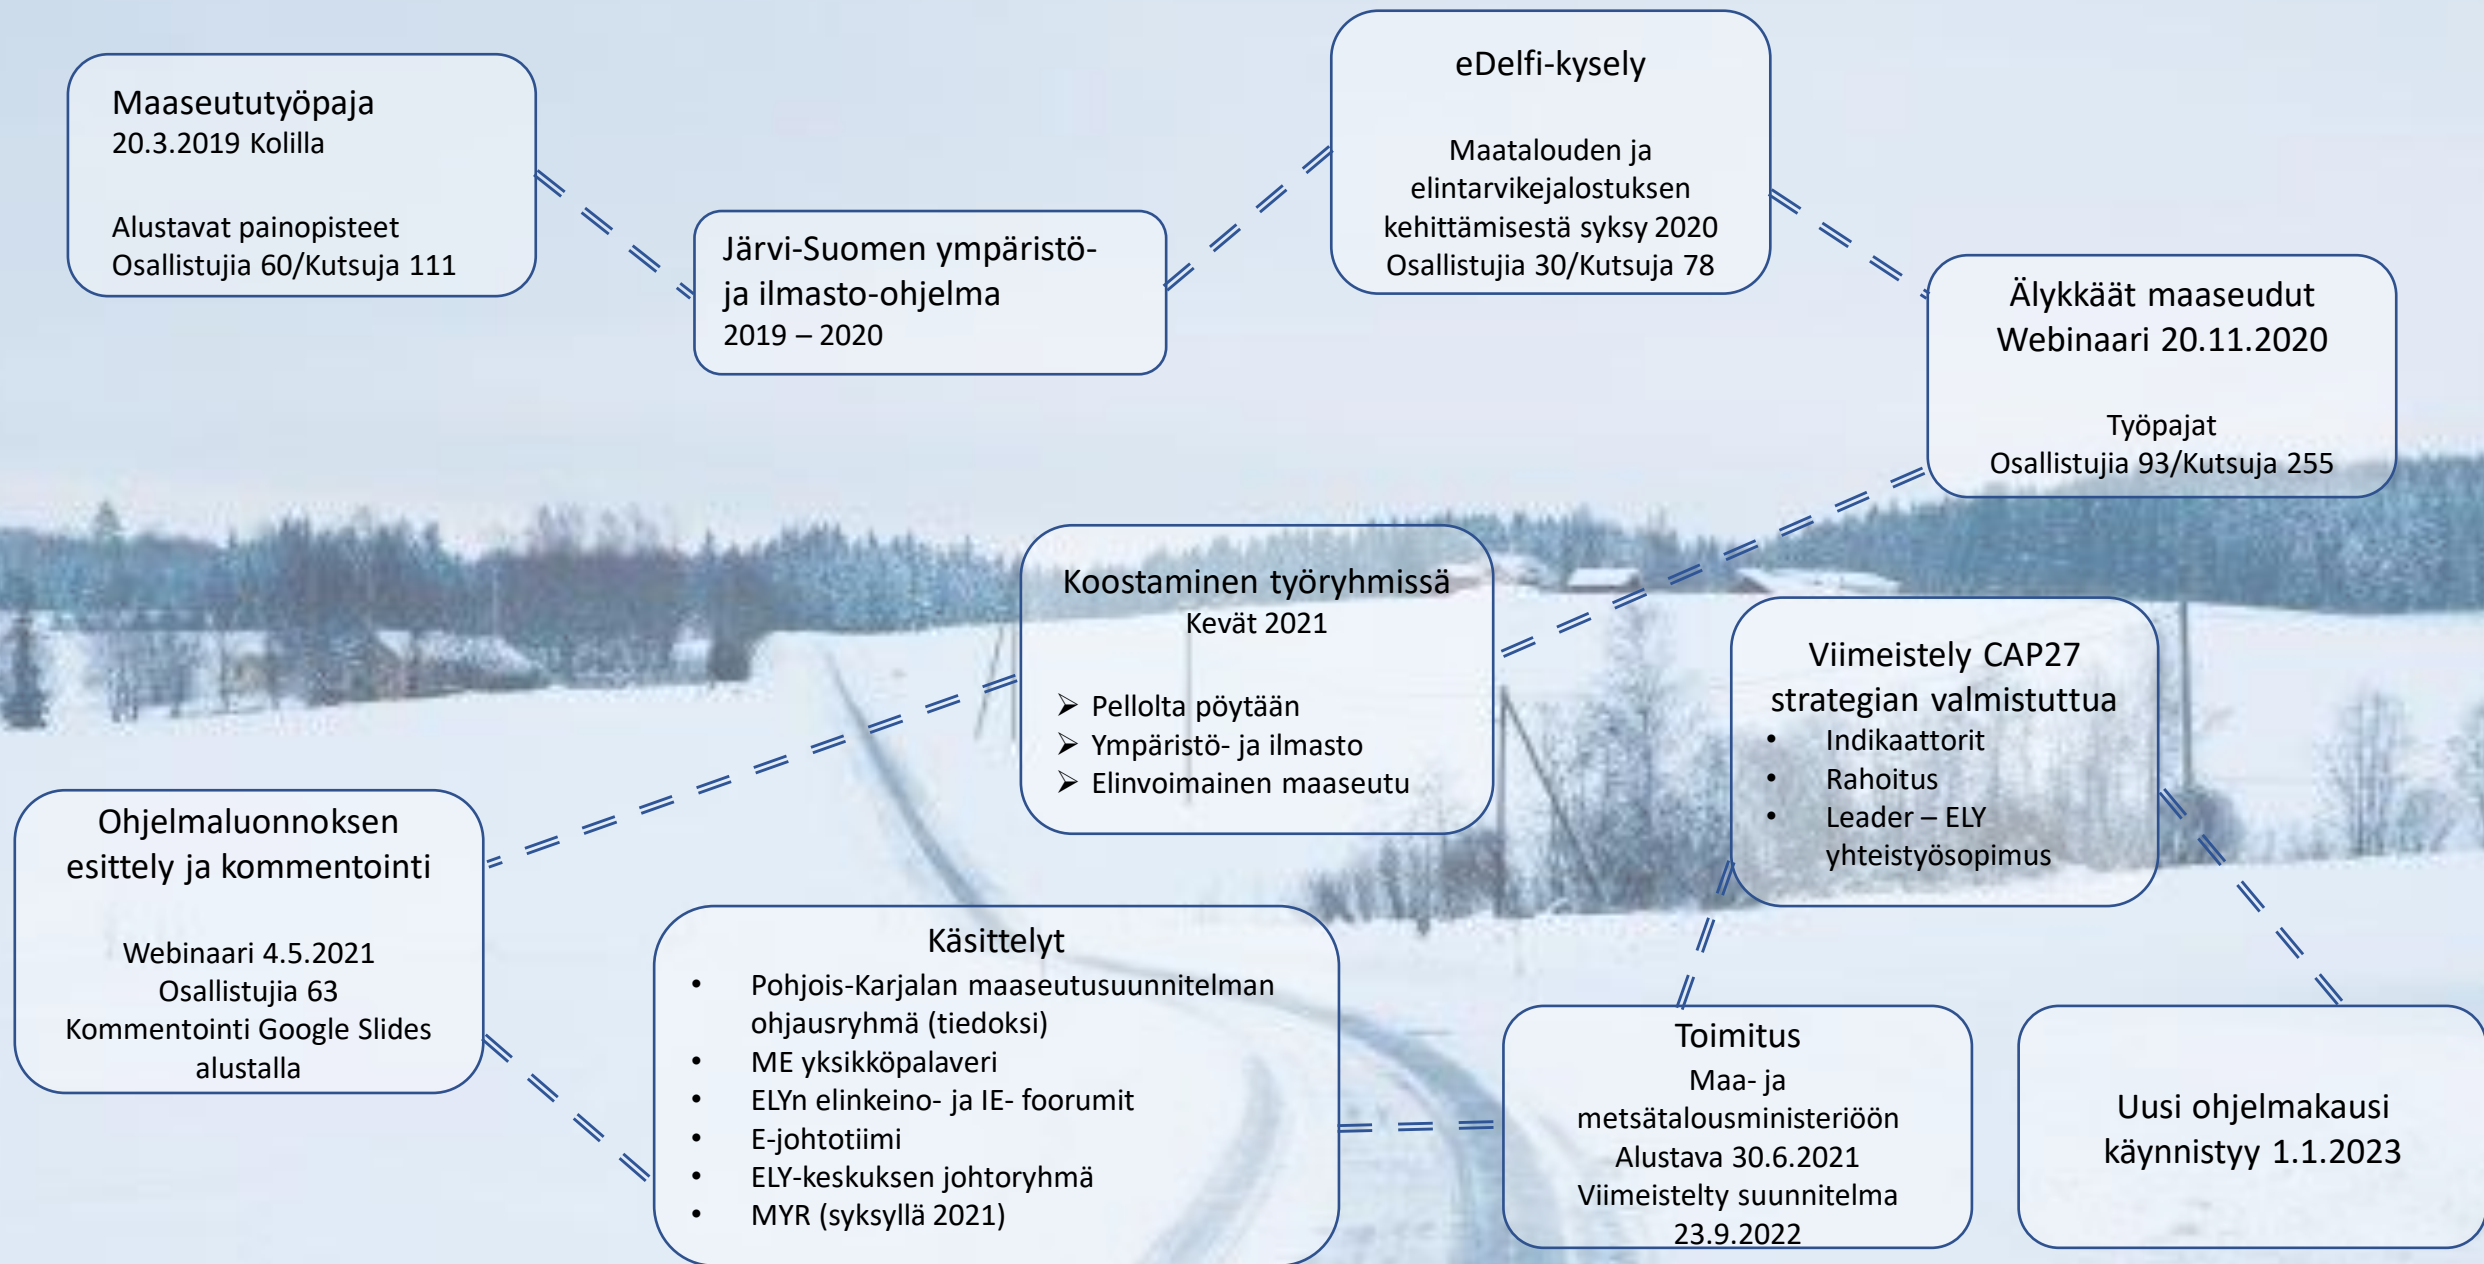 Maaseututyöpaja
20.3.2019 Kolilla
Alustavat painopisteet
Osallistujia 60/Kutsuja 111
Järvi-Suomen ympäristö-
ja ilmasto-ohjelma
2019 – 2020
eDelfi-kysely
Maatalouden ja
elintarvikejalostuksen
kehittämisestä syksy 2020
Osallistujia 30/Kutsuja 78
Älykkäät maaseudut
Webinaari 20.11.2020
Työpajat
Osallistujia 93/Kutsuja 255
Koostaminen työryhmissä
Kevät 2021
➢ Pellolta pöytään
➢ Ympäristö- ja ilmasto
➢ Elinvoimainen maaseutu
Ohjelmaluonnoksen
esittely ja kommentointi
Webinaari 4.5.2021
Osallistujia 63
Kommentointi Google Slides
alustalla
Käsittelyt
• Pohjois-Karjalan maaseutusuunnitelman
ohjausryhmä (tiedoksi)
• ME yksikköpalaveri
• ELYn elinkeino- ja IE- foorumit
• E-johtotiimi
• ELY-keskuksen johtoryhmä
• MYR (syksyllä 2021)
Toimitus
Maa- ja
metsätalousministeriöön
Alustava 30.6.2021
Viimeistelty suunnitelma
23.9.2022
Viimeistely CAP27
strategian valmistuttua
• Indikaattorit
• Rahoitus
• Leader – ELY
yhteistyösopimus
Uusi ohjelmakausi
käynnistyy 1.1.2023